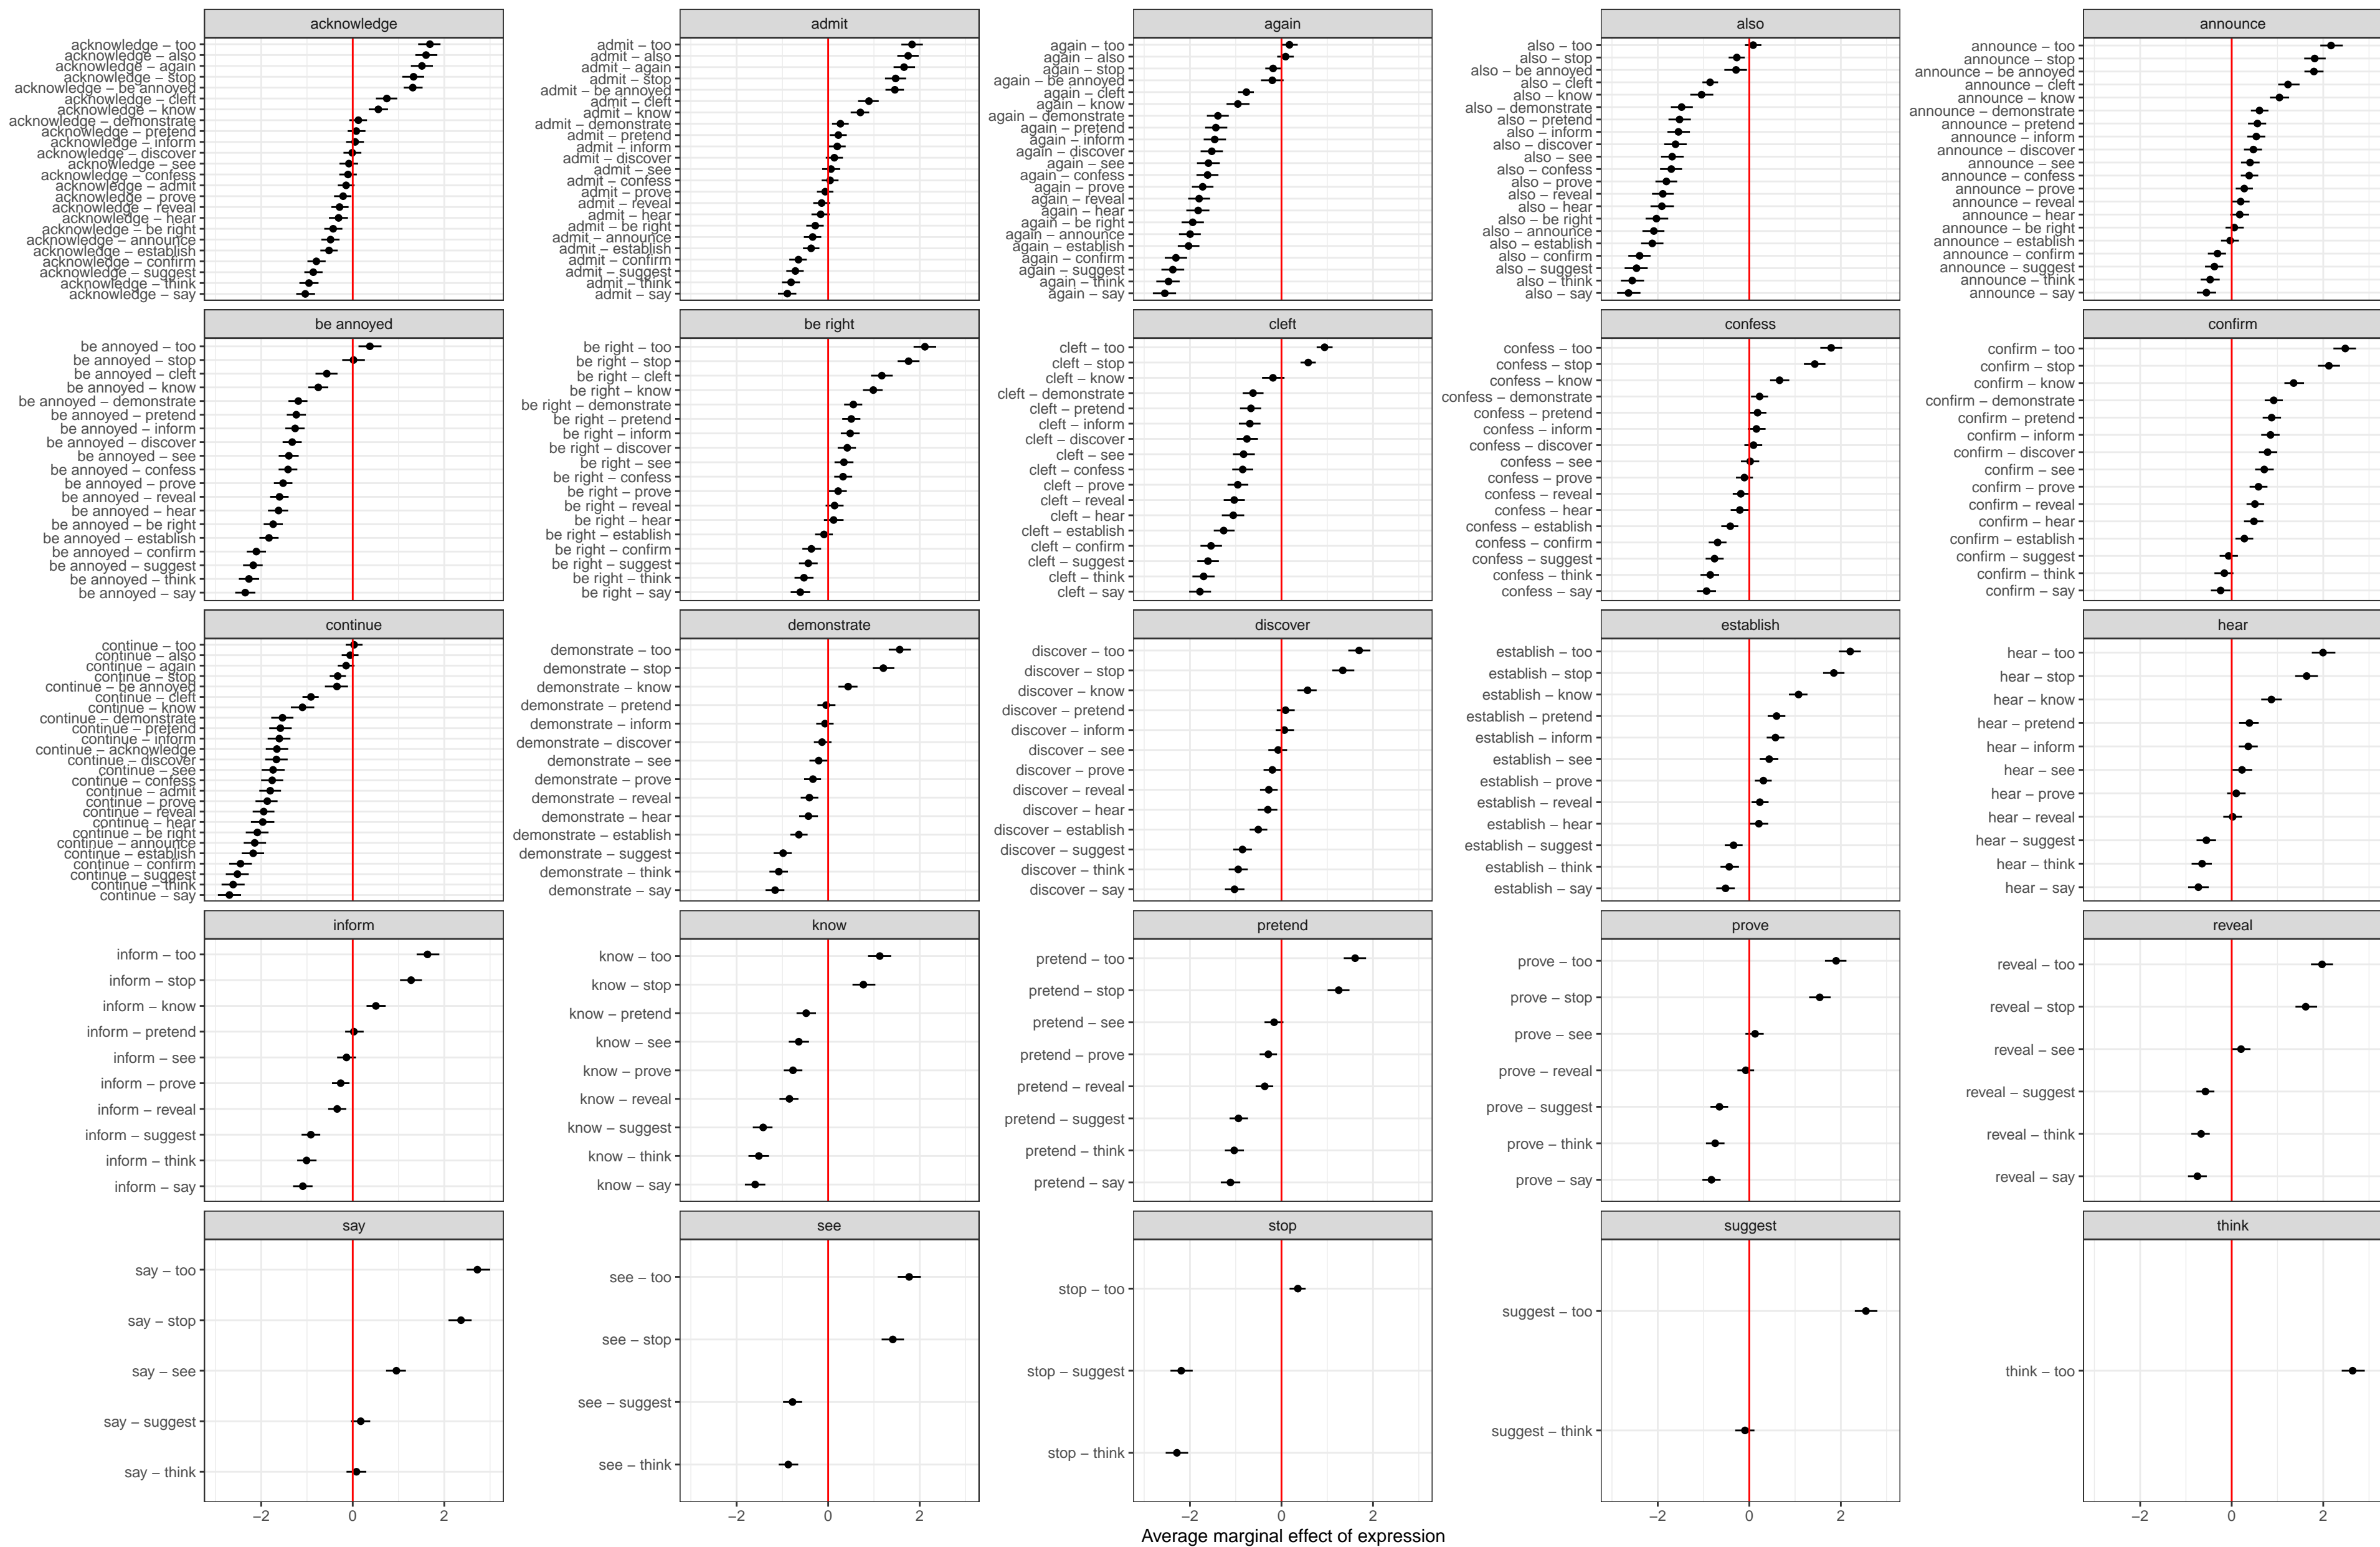 acknowledge
acknowledge – too
acknowledge – also
acknowledge – again
acknowledge – stop
acknowledge – be annoyed
acknowledge – cleft
acknowledge – know
acknowledge – demonstrate
acknowledge – pretend
acknowledge – inform
acknowledge – discover
acknowledge – see
acknowledge – confess
acknowledge – admit
acknowledge – prove
acknowledge – reveal
acknowledge – hear
acknowledge – be right
acknowledge – announce
acknowledge – establish
acknowledge – confirm
acknowledge – suggest
acknowledge – think
acknowledge – say
admit
admit – too
admit – also
admit – again
admit – stop
admit – be annoyed
admit – cleft
admit – know
admit – demonstrate
admit – pretend
admit – inform
admit – discover
admit – see
admit – confess
admit – prove
admit – reveal
admit – hear
admit – be right
admit – announce
admit – establish
admit – confirm
admit – suggest
admit – think
admit – say
again
again – too
again – also
again – stop
again – be annoyed
again – cleft
again – know
again – demonstrate
again – pretend
again – inform
again – discover
again – see
again – confess
again – prove
again – reveal
again – hear
again – be right
again – announce
again – establish
again – confirm
again – suggest
again – think
again – say
also
also – too
also – stop
also – be annoyed
also – cleft
also – know
also – demonstrate
also – pretend
also – inform
also – discover
also – see
also – confess
also – prove
also – reveal
also – hear
also – be right
also – announce
also – establish
also – confirm
also – suggest
also – think
also – say
announce
announce – too
announce – stop
announce – be annoyed
announce – cleft
announce – know
announce – demonstrate
announce – pretend
announce – inform
announce – discover
announce – see
announce – confess
announce – prove
announce – reveal
announce – hear
announce – be right
announce – establish
announce – confirm
announce – suggest
announce – think
announce – say
be annoyed
be annoyed – too
be annoyed – stop
be annoyed – cleft
be annoyed – know
be annoyed – demonstrate
be annoyed – pretend
be annoyed – inform
be annoyed – discover
be annoyed – see
be annoyed – confess
be annoyed – prove
be annoyed – reveal
be annoyed – hear
be annoyed – be right
be annoyed – establish
be annoyed – confirm
be annoyed – suggest
be annoyed – think
be annoyed – say
be right
be right – too
be right – stop
be right – cleft
be right – know
be right – demonstrate
be right – pretend
be right – inform
be right – discover
be right – see
be right – confess
be right – prove
be right – reveal
be right – hear
be right – establish
be right – confirm
be right – suggest
be right – think
be right – say
cleft
cleft – too
cleft – stop
cleft – know
cleft – demonstrate
cleft – pretend
cleft – inform
cleft – discover
cleft – see
cleft – confess
cleft – prove
cleft – reveal
cleft – hear
cleft – establish
cleft – confirm
cleft – suggest
cleft – think
cleft – say
confess
confess – too
confess – stop
confess – know
confess – demonstrate
confess – pretend
confess – inform
confess – discover
confess – see
confess – prove
confess – reveal
confess – hear
confess – establish
confess – confirm
confess – suggest
confess – think
confess – say
confirm
confirm – too
confirm – stop
confirm – know
confirm – demonstrate
confirm – pretend
confirm – inform
confirm – discover
confirm – see
confirm – prove
confirm – reveal
confirm – hear
confirm – establish
confirm – suggest
confirm – think
confirm – say
continue
continue – too
continue – also
continue – again
continue – stop
continue – be annoyed
continue – cleft
continue – know
continue – demonstrate
continue – pretend
continue – inform
continue – acknowledge
continue – discover
continue – see
continue – confess
continue – admit
continue – prove
continue – reveal
continue – hear
continue – be right
continue – announce
continue – establish
continue – confirm
continue – suggest
continue – think
continue – say
demonstrate
demonstrate – too
demonstrate – stop
demonstrate – know
demonstrate – pretend
demonstrate – inform
demonstrate – discover
demonstrate – see
demonstrate – prove
demonstrate – reveal
demonstrate – hear
demonstrate – establish
demonstrate – suggest
demonstrate – think
demonstrate – say
discover
discover – too
discover – stop
discover – know
discover – pretend
discover – inform
discover – see
discover – prove
discover – reveal
discover – hear
discover – establish
discover – suggest
discover – think
discover – say
establish
establish – too
establish – stop
establish – know
establish – pretend
establish – inform
establish – see
establish – prove
establish – reveal
establish – hear
establish – suggest
establish – think
establish – say
hear
hear – too
hear – stop
hear – know
hear – pretend
hear – inform
hear – see
hear – prove
hear – reveal
hear – suggest
hear – think
hear – say
inform
inform – too
inform – stop
inform – know
inform – pretend
inform – see
inform – prove
inform – reveal
inform – suggest
inform – think
inform – say
know
know – too
know – stop
know – pretend
know – see
know – prove
know – reveal
know – suggest
know – think
know – say
pretend
pretend – too
pretend – stop
pretend – see
pretend – prove
pretend – reveal
pretend – suggest
pretend – think
pretend – say
prove
prove – too
prove – stop
prove – see
prove – reveal
prove – suggest
prove – think
prove – say
reveal
reveal – too
reveal – stop
reveal – see
reveal – suggest
reveal – think
reveal – say
say
say – too
say – stop
say – see
say – suggest
say – think
−2 0 2
see
see – too
see – stop
see – suggest
see – think
−2 0 2
stop
stop – too
stop – suggest
stop – think
−2 0 2
suggest
suggest – too
suggest – think
−2 0 2
think
think – too
−2 0 2
Average marginal effect of expression